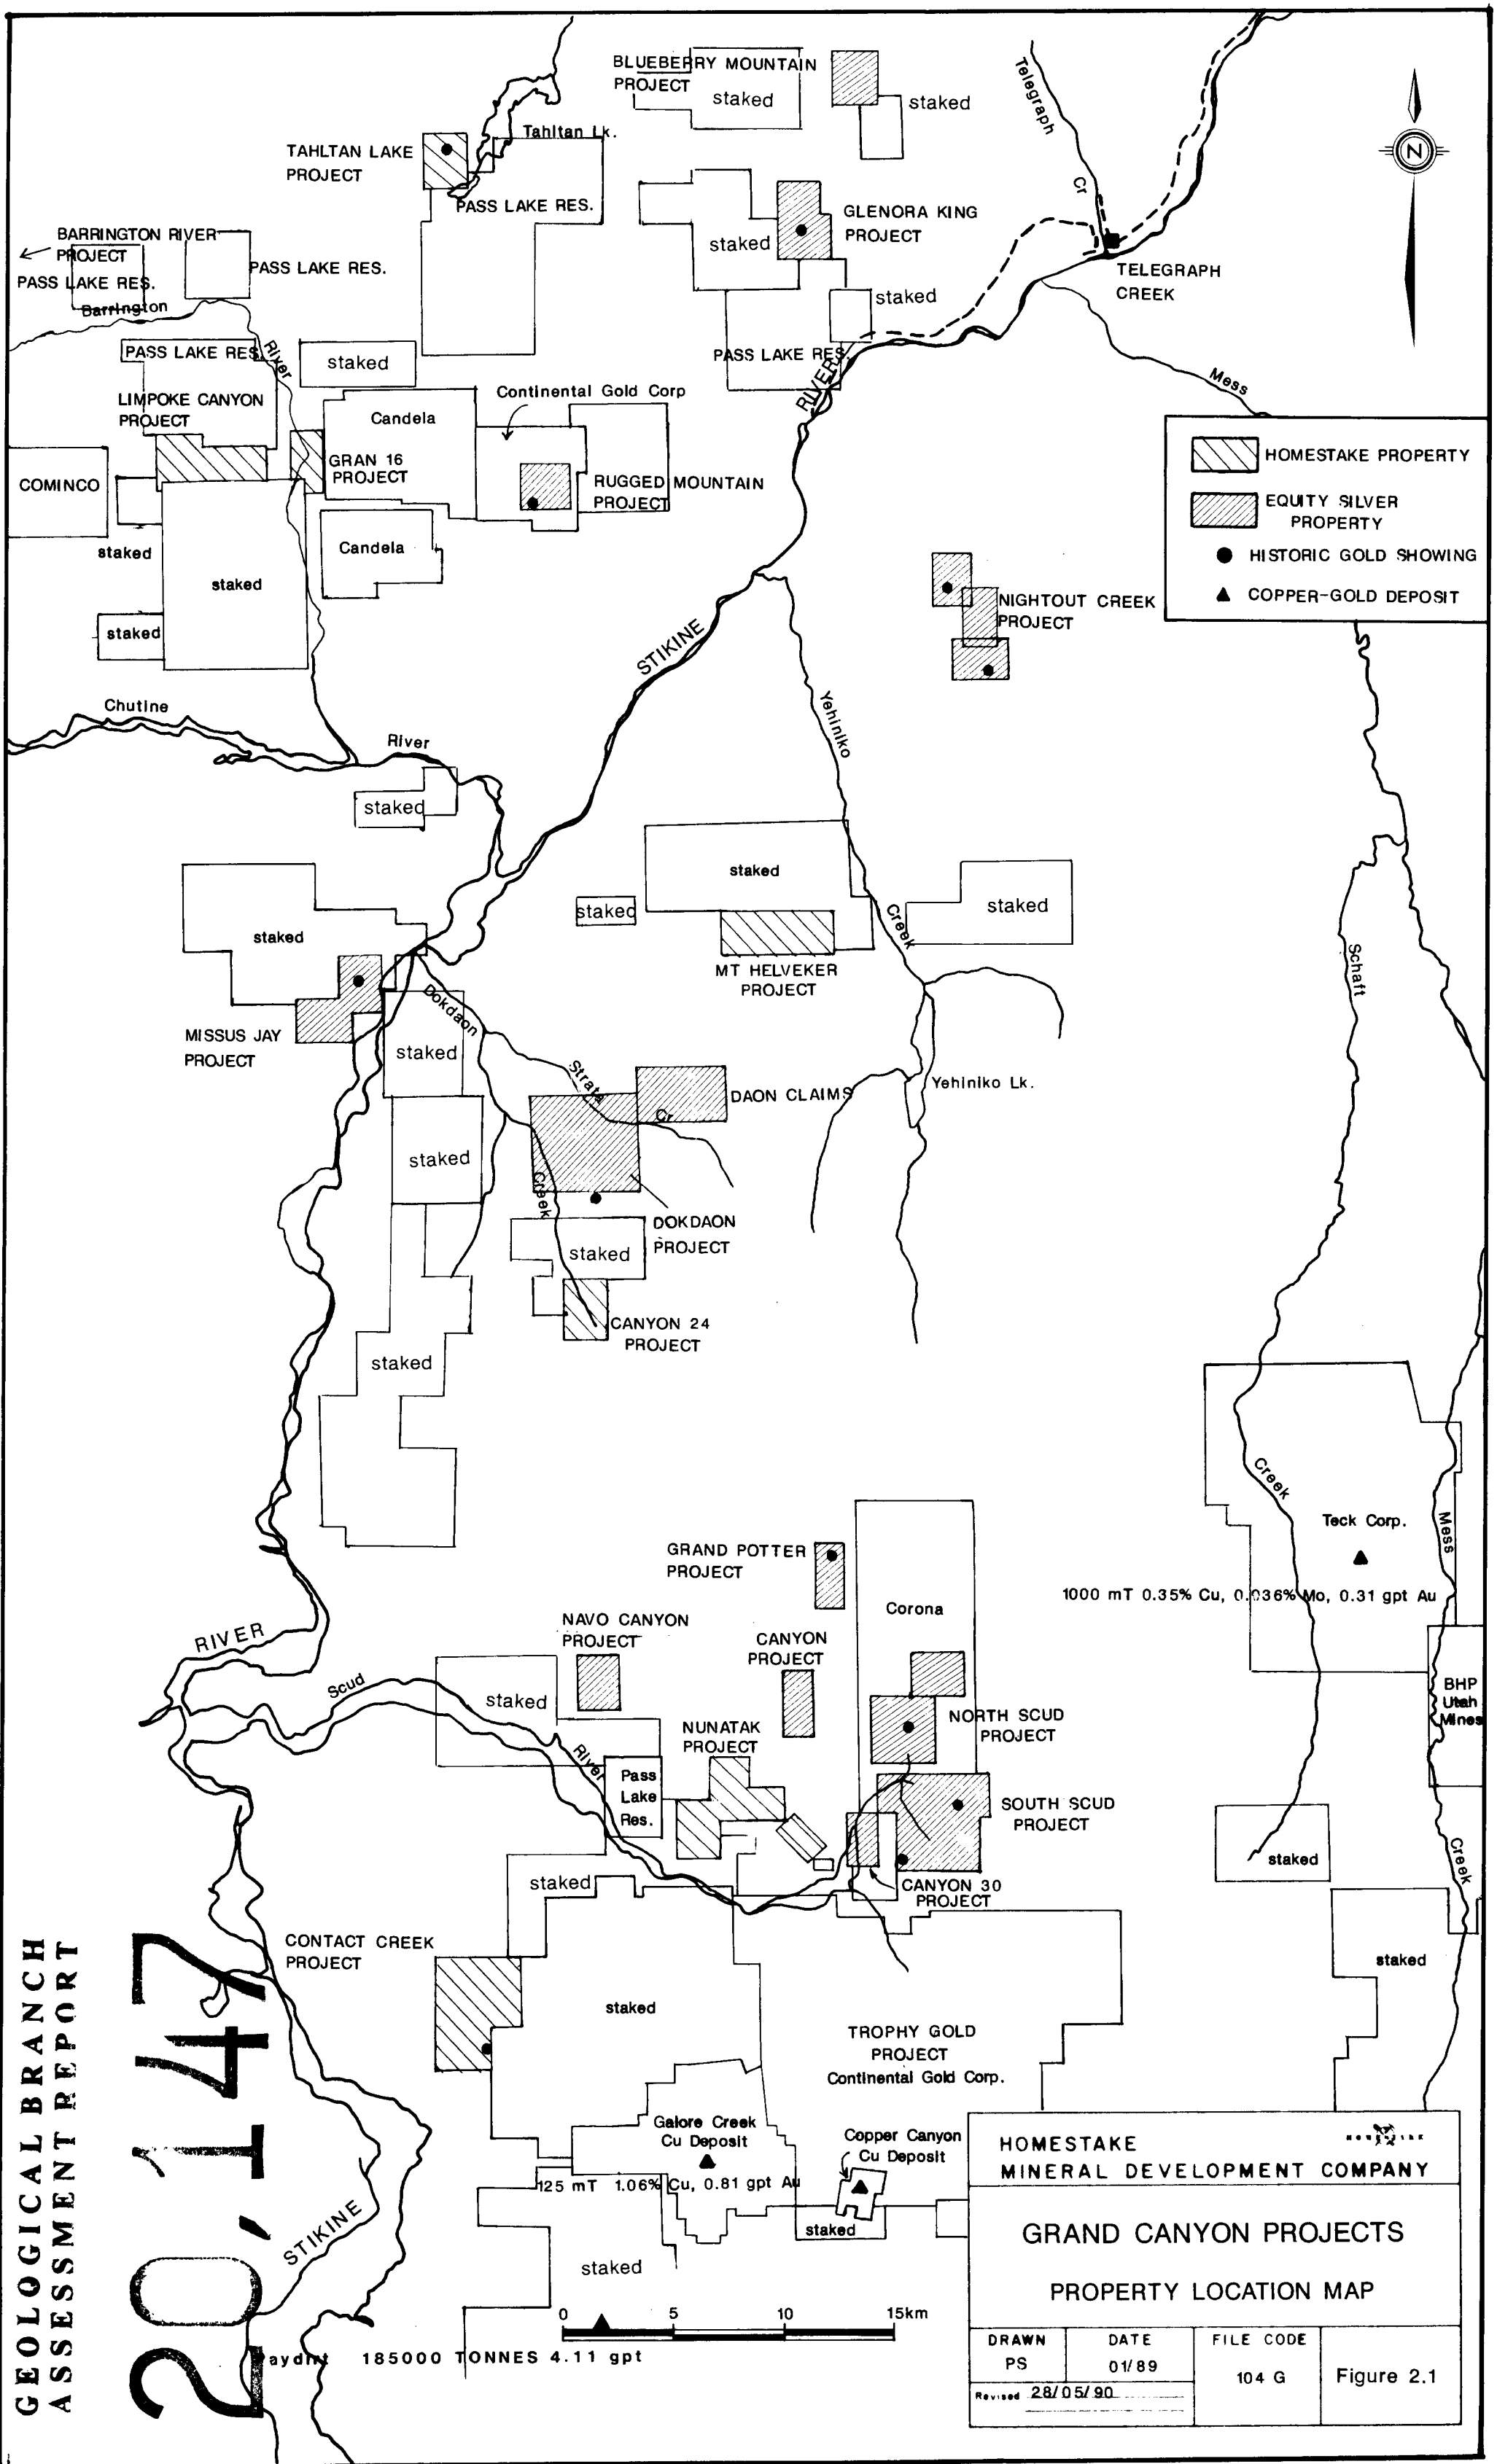 BLUEBERRY MOUNTAIN
PROJECT
staked
staked
Telegraph
Cr
Tahltan Lk.
TAHLTAN LAKE
PROJECT
PASS LAKE RES.
N
GLENORA KING
PROJECT
staked
BARRINGTON RIVER
PROJECT
PASS LAKE RES.
PASS LAKE RES.
Barrington
River
TELEGRAPH
CREEK
staked
PASS LAKE RES.
RIVER
PASS LAKE RES.
staked
Mess
Continental Gold Corp
LIMPOKE CANYON
PROJECT
Candela
GRAN 16
PROJECT
RUGGED MOUNTAIN
PROJECT
COMINCO
HOMESTAKE PROPERTY
EQUITY SILVER
PROPERTY
HISTORIC GOLD SHOWING
COPPER-GOLD DEPOSIT
staked
Candela
staked
staked
NIGHTOUT CREEK
PROJECT
STIKINE
Chutine
River
Yehiniko
Creek
staked
staked
staked
staked
staked
MT HELVEKER
PROJECT
Schaft
MISSUS JAY
PROJECT
Dokdaon
staked
Strata
Cr
DAON CLAIMS
Yehiniko Lk.
staked
Creek
DOKDAON
PROJECT
staked
CANYON 24
PROJECT
staked
Creek
Teck Corp.
Mess
1000 mT 0.35% Cu, 0.036% Mo, 0.31 gpt Au
GRAND POTTER
PROJECT
Corona
RIVER
NAVO CANYON
PROJECT
CANYON
PROJECT
Scud
staked
River
BHP
Utah
Mines
NORTH SCUD
PROJECT
NUNATAK
PROJECT
Pass
Lake
Res.
SOUTH SCUD
PROJECT
staked
Creek
staked
CANYON 30
PROJECT
CONTACT CREEK
PROJECT
staked
staked
TROPHY GOLD
PROJECT
Continental Gold Corp.
Galore Creek
Cu Deposit
125 mT 1.06% Cu, 0.81 gpt Au
Copper Canyon
Cu Deposit
staked
staked
STIKINE
0 5 10 15km
185000 TONNES 4.11 gpt
GEOLOGICAL BRANCH
ASSESSMENT REPORT
20,147
HOMESTAKE
MINERAL DEVELOPMENT COMPANY
GRAND CANYON PROJECTS
PROPERTY LOCATION MAP
DRAWN
PS
DATE
01/89
Revised 28/05/90
FILE CODE
104 G
Figure 2.1